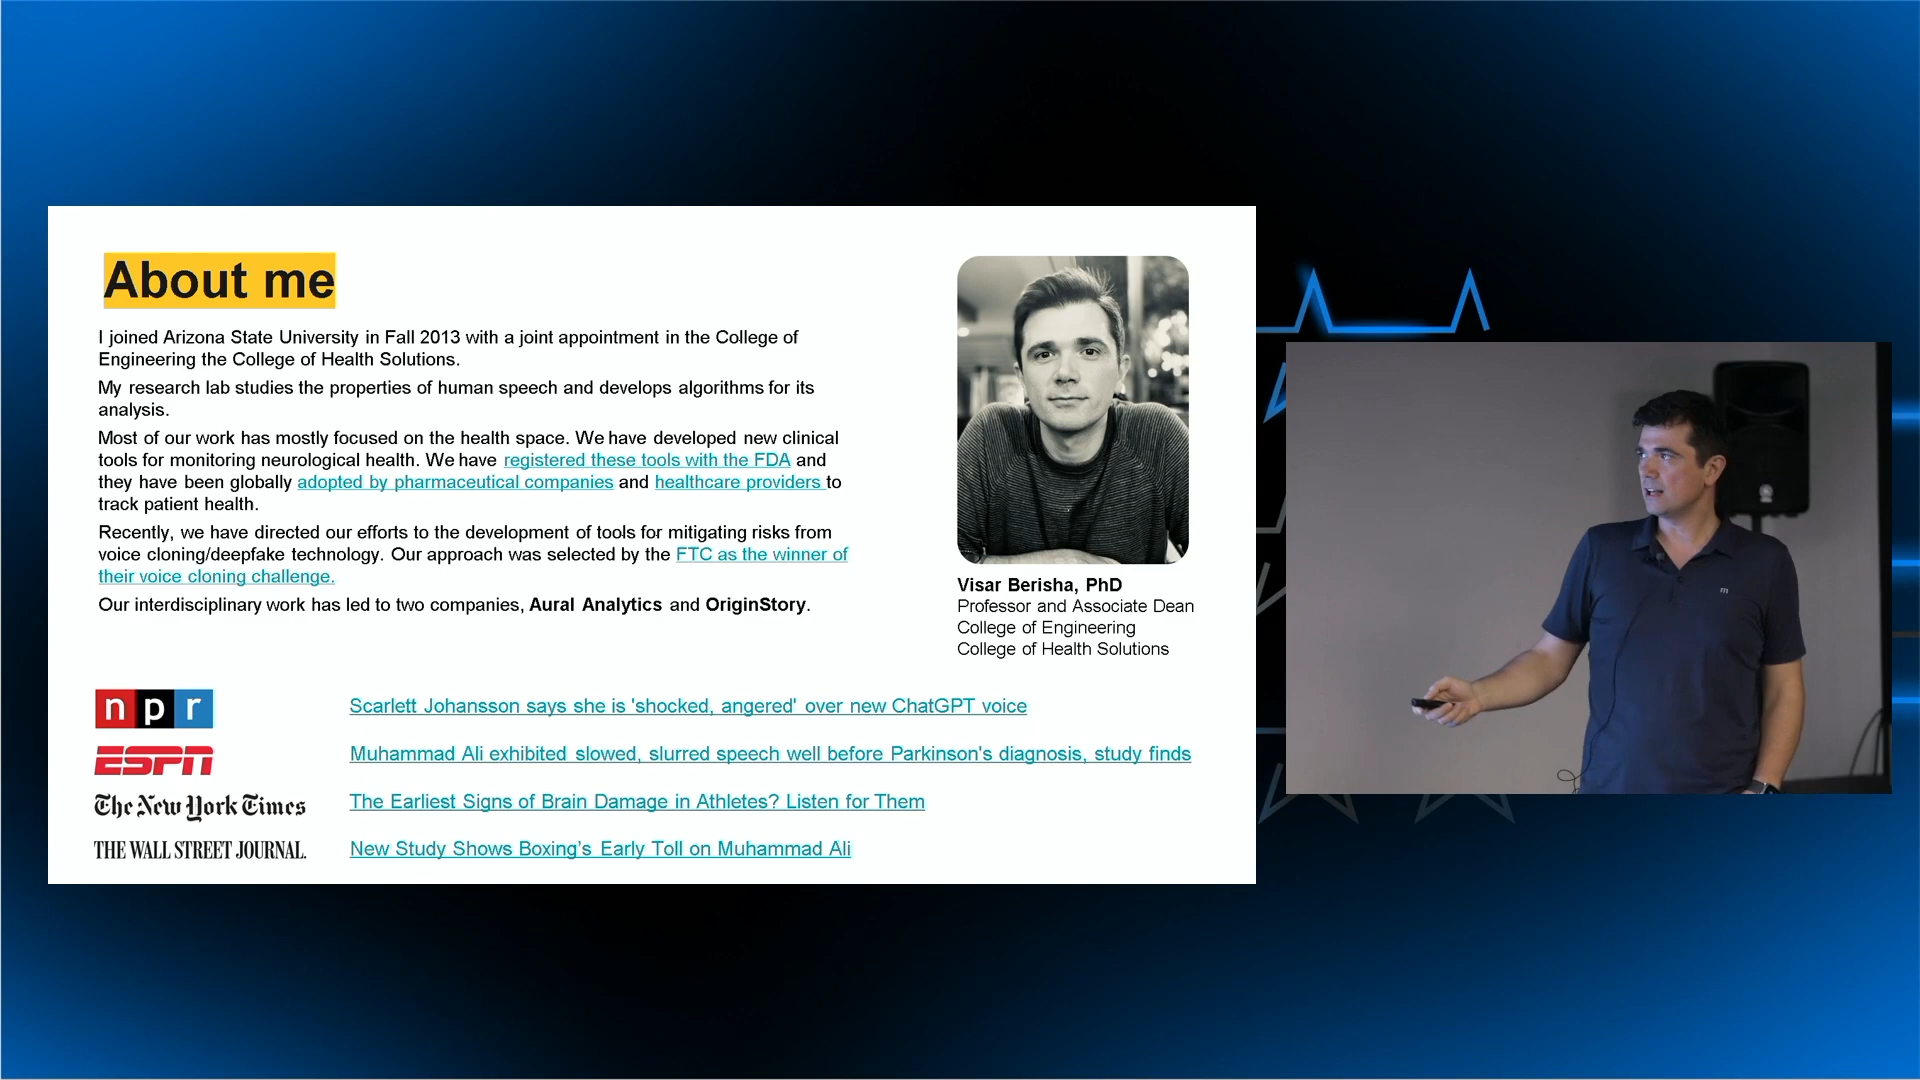 About me
I joined Arizona State University in Fall 2013 with a joint appointment in the College of
Engineering the College of Health Solutions.
My research lab studies the properties of human speech and develops algorithms for its
analysis.
Most of our work has mostly focused on the health space. We have developed new clinical
tools for monitoring neurological health. We have registered these tools with the FDA and
they have been globally adopted by pharmaceutical companies and healthcare providers to
track patient health.
Recently, we have directed our efforts to the development of tools for mitigating risks from
voice cloning/deepfake technology. Our approach was selected by the FTC as the winner of
their voice cloning challenge.
Our interdisciplinary work has led to two companies, Aural Analytics and OriginStory.
Visar Berisha, PhD
Professor and Associate Dean
College of Engineering
College of Health Solutions
npr
Scarlett Johansson says she is 'shocked, angered' over new ChatGPT voice
ESPN
Muhammad Ali exhibited slowed, slurred speech well before Parkinson's diagnosis, study finds
The New York Times
The Earliest Signs of Brain Damage in Athletes? Listen for Them
THE WALL STREET JOURNAL.
New Study Shows Boxing’s Early Toll on Muhammad Ali
m